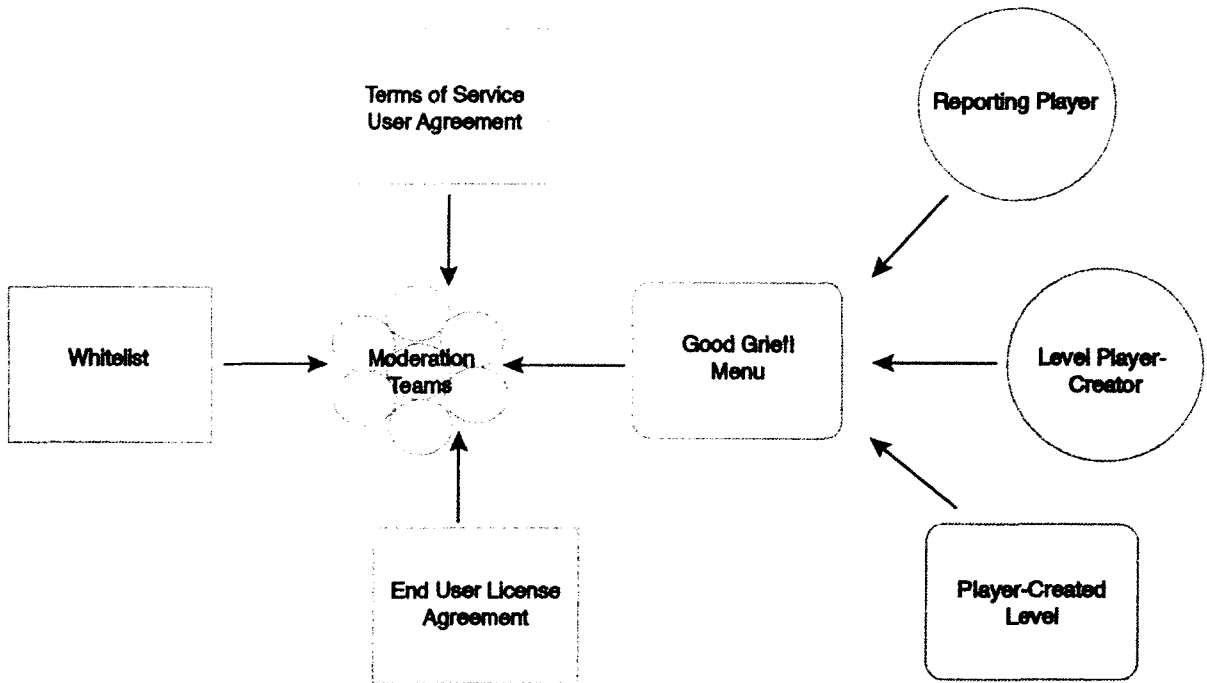 Terms of Service
User Agreement
Reporting Player
Whitelist
Moderation
Teams
Good Grief!!
Menu
Level Player-
Creator
End User License
Agreement
Player-Created
Level